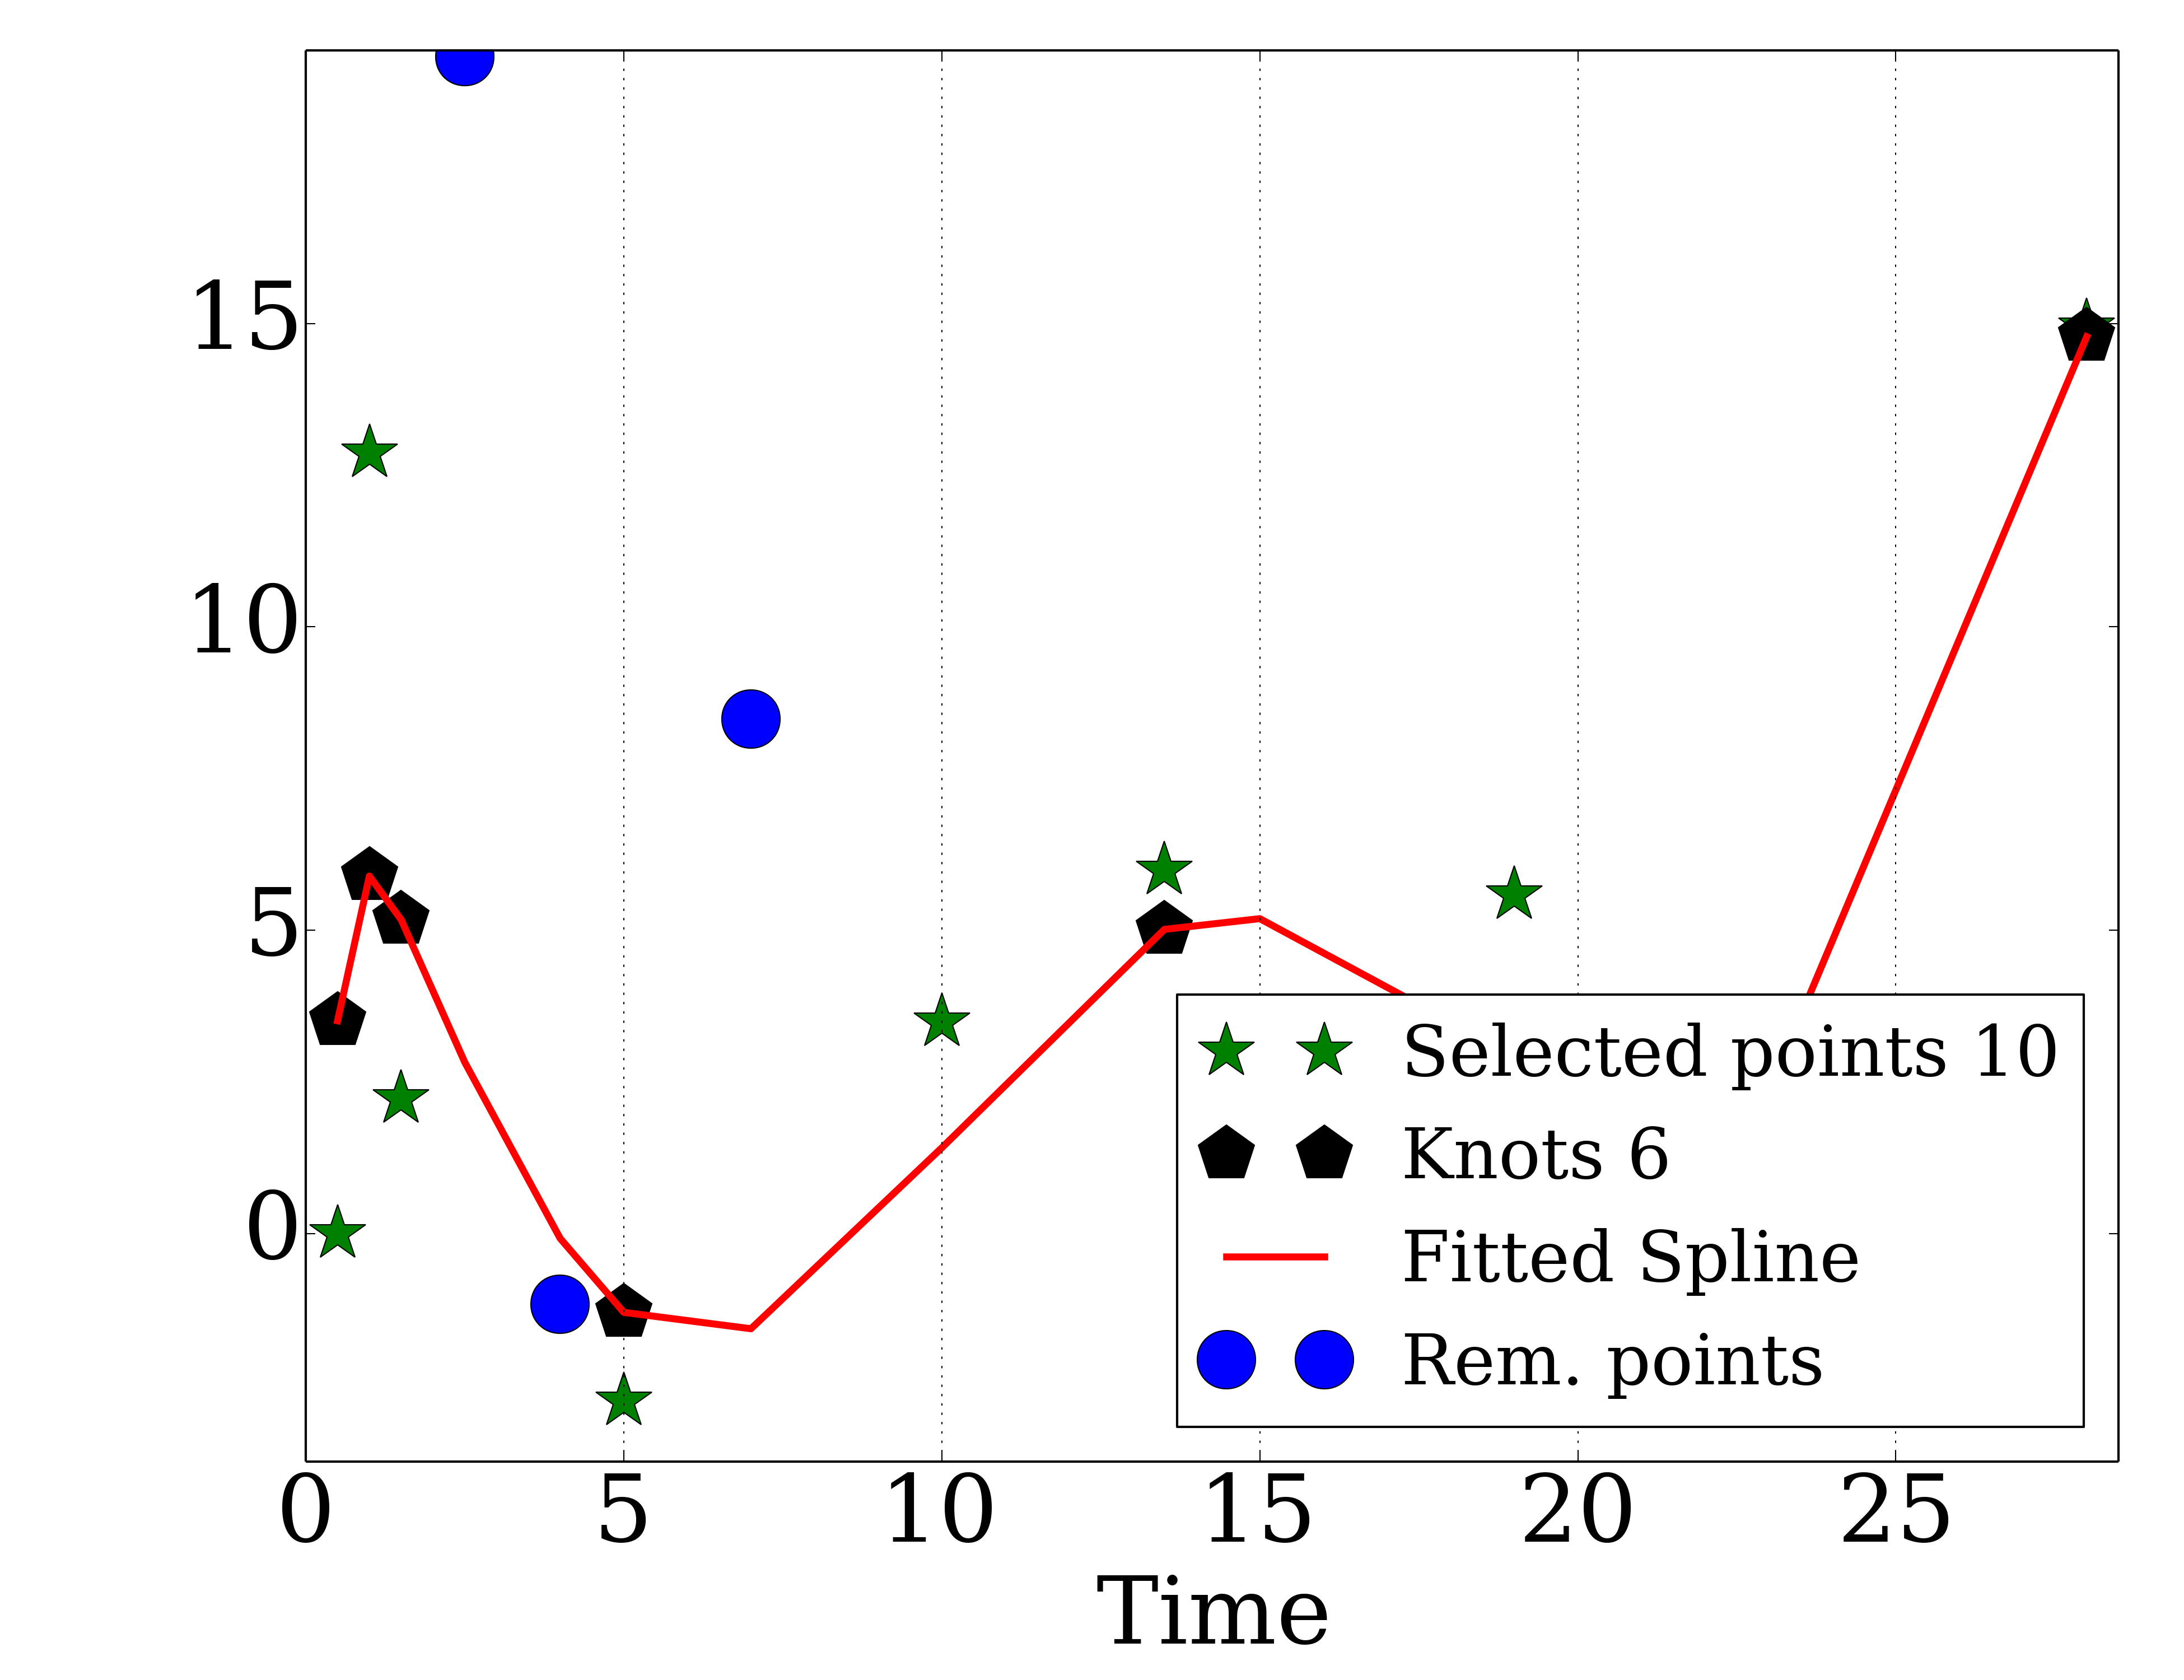 15
10
5
0
Selected points 10
Knots 6
Fitted Spline
Rem. points
0 5 10 15 20 25
Time